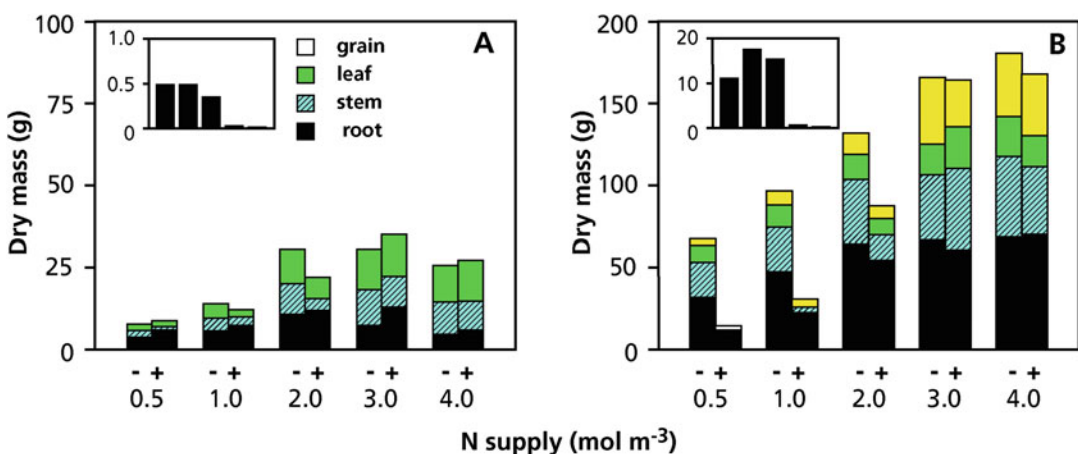 100
75
50
25
0
Dry mass (g)
1.0
0.5
0
grain
leaf
stem
root
A
- + - + - + - + - +
0.5 1.0 2.0 3.0 4.0
200
150
100
50
0
Dry mass (g)
20
10
0
B
- + - + - + - + - +
0.5 1.0 2.0 3.0 4.0
N supply (mol m⁻³)